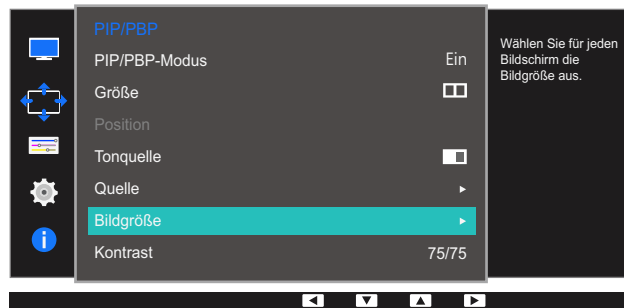 PIP/PBP
PIP/PBP-Modus Ein
Größe
Position
Tonquelle
Quelle
Bildgröße
Kontrast 75/75
Wählen Sie für jeden
Bildschirm die
Bildgröße aus.